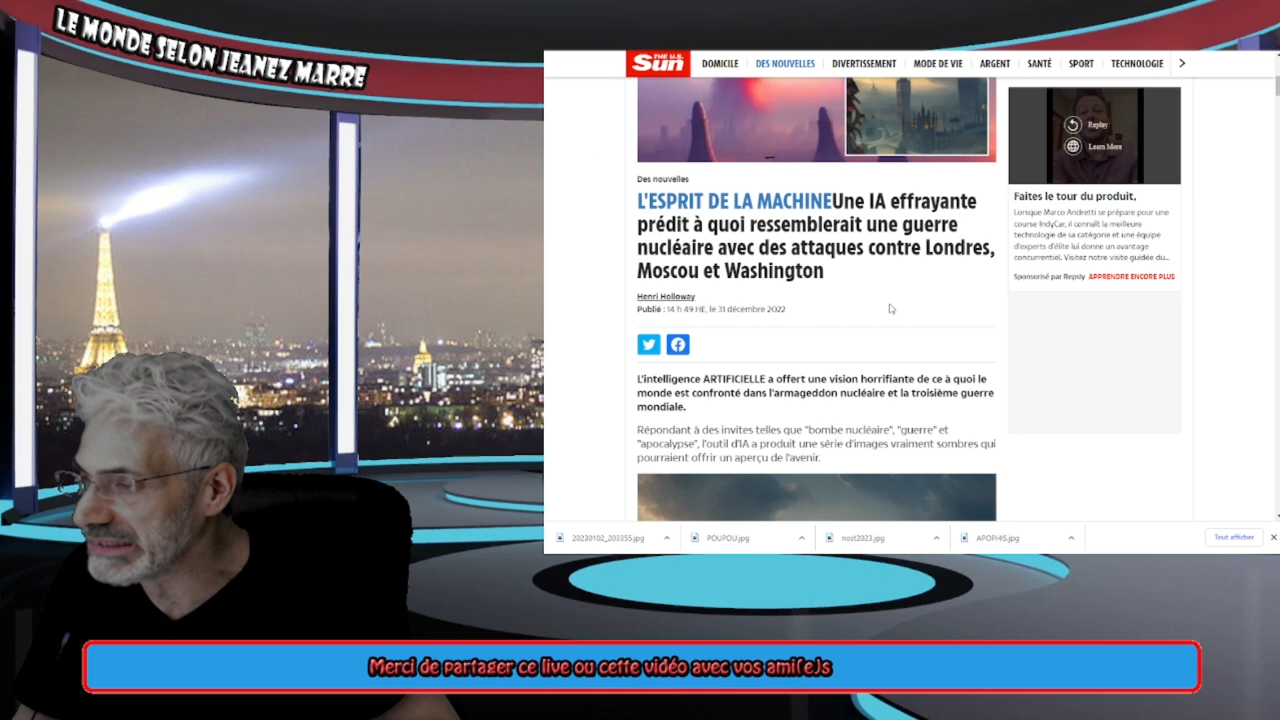 LE MONDE SELON JEANEZ MARRE
THE U.S. Sun
DOMICILE DES NOUVELLES DIVERTISSEMENT MODE DE VIE ARGENT SANTÉ SPORT TECHNOLOGIE
Replay
Learn More
Des nouvelles
L'ESPRIT DE LA MACHINEUne IA effrayante
prédit à quoi ressemblerait une guerre
nucléaire avec des attaques contre Londres,
Moscou et Washington
Henri Holloway
Publié : 14 h 49 HE, le 31 décembre 2022
L'intelligence ARTIFICIELLE a offert une vision horrifiante de ce à quoi le
monde est confronté dans l'armageddon nucléaire et la troisième guerre
mondiale.
Répondant à des invites telles que "bombe nucléaire", "guerre" et
"apocalypse", l'outil d'IA a produit une série d'images vraiment sombres qui
pourraient offrir un aperçu de l'avenir.
Faites le tour du produit,
Lorsque Marco Andretti se prépare pour une
course IndyCar, il connaît la meilleure
technologie de sa catégorie et une équipe
d'experts d'élite lui donne un avantage
concurrentiel. Visitez notre visite guidée du...
Sponsorisé par Repsly APPRENDRE ENCORE PLUS
20230102_203355.jpg POUPOU.jpg nost2023.jpg APOPHIS.jpg Tout afficher
Merci de partager ce live ou cette vidéo avec vos ami(e)s